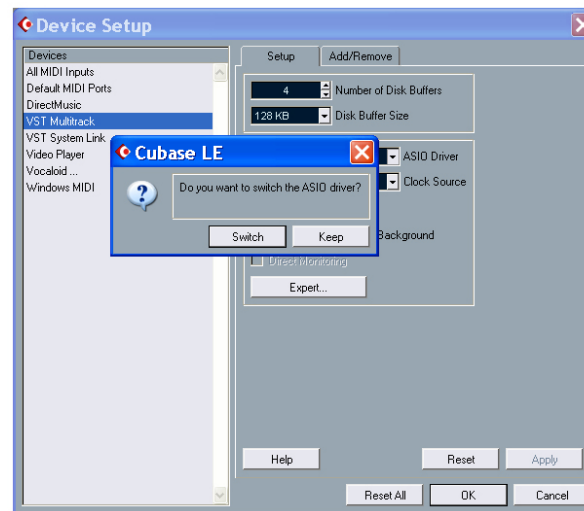 Device Setup
Devices
All MIDI Inputs
Default MIDI Ports
DirectMusic
VST Multitrack
VST System Link
Video Player
Vocaloid ...
Windows MIDI
Setup
Add/Remove
4
Number of Disk Buffers
128 KB
Disk Buffer Size
ASIO Driver
Clock Source
Background
Direct Monitoring
Expert...
Cubase LE
Do you want to switch the ASIO driver?
Switch
Keep
Help
Reset
Apply
Reset All
OK
Cancel